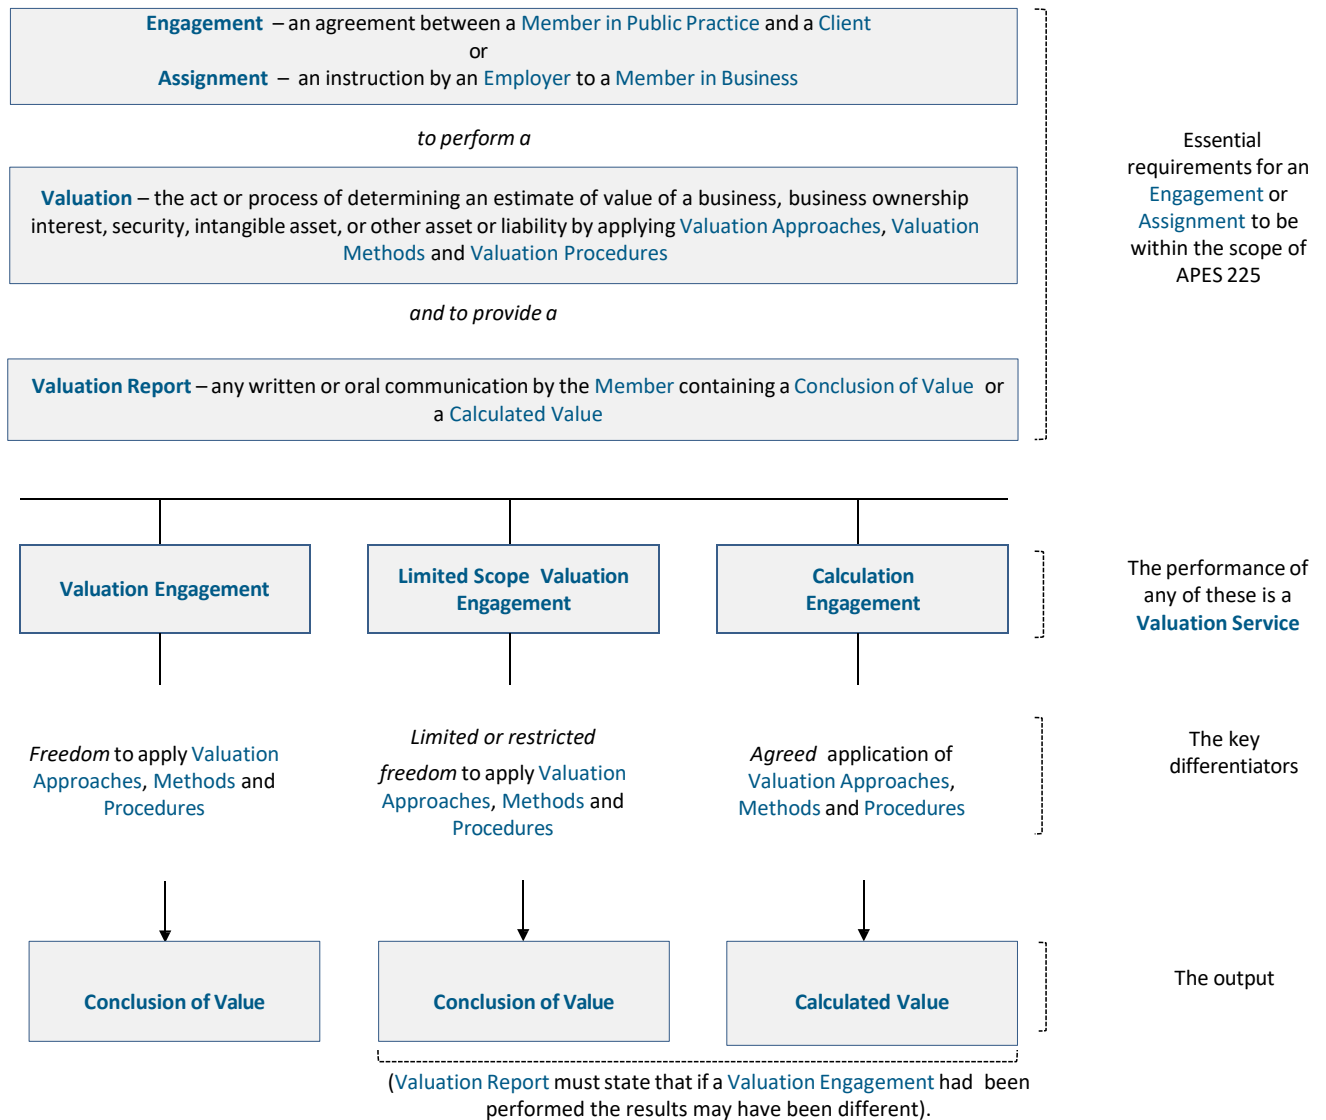 Engagement – an agreement between a Member in Public Practice and a Client
or
Assignment – an instruction by an Employer to a Member in Business
to perform a
Valuation – the act or process of determining an estimate of value of a business, business ownership
interest, security, intangible asset, or other asset or liability by applying Valuation Approaches, Valuation
Methods and Valuation Procedures
and to provide a
Valuation Report – any written or oral communication by the Member containing a Conclusion of Value or
a Calculated Value
Essential
requirements for an
Engagement or
Assignment to be
within the scope of
APES 225
Valuation Engagement
Limited Scope Valuation
Engagement
Calculation
Engagement
The performance of
any of these is a
Valuation Service
Freedom to apply Valuation
Approaches, Methods and
Procedures
Limited or restricted
freedom to apply Valuation
Approaches, Methods and
Procedures
Agreed application of
Valuation Approaches,
Methods and Procedures
The key
differentiators
Conclusion of Value
Conclusion of Value
Calculated Value
The output
(Valuation Report must state that if a Valuation Engagement had been
performed the results may have been different).